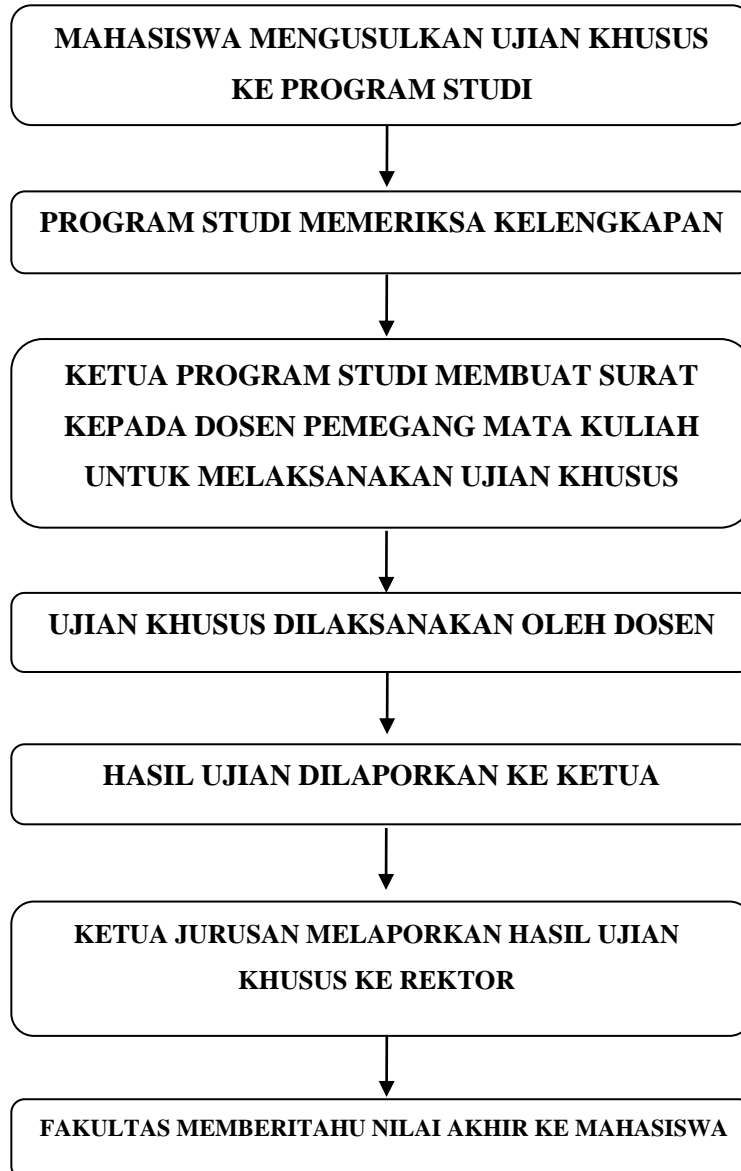 MAHASISWA MENGUSULKAN UJIAN KHUSUS
KE PROGRAM STUDI
PROGRAM STUDI MEMERIKSA KELENGKAPAN
KETUA PROGRAM STUDI MEMBUAT SURAT
KEPADA DOSEN PEMEGANG MATA KULIAH
UNTUK MELAKSANAKAN UJIAN KHUSUS
UJIAN KHUSUS DILAKSANAKAN OLEH DOSEN
HASIL UJIAN DILAPORKAN KE KETUA
KETUA JURUSAN MELAPORKAN HASIL UJIAN
KHUSUS KE REKTOR
FAKULTAS MEMBERITAHU NILAI AKHIR KE MAHASISWA